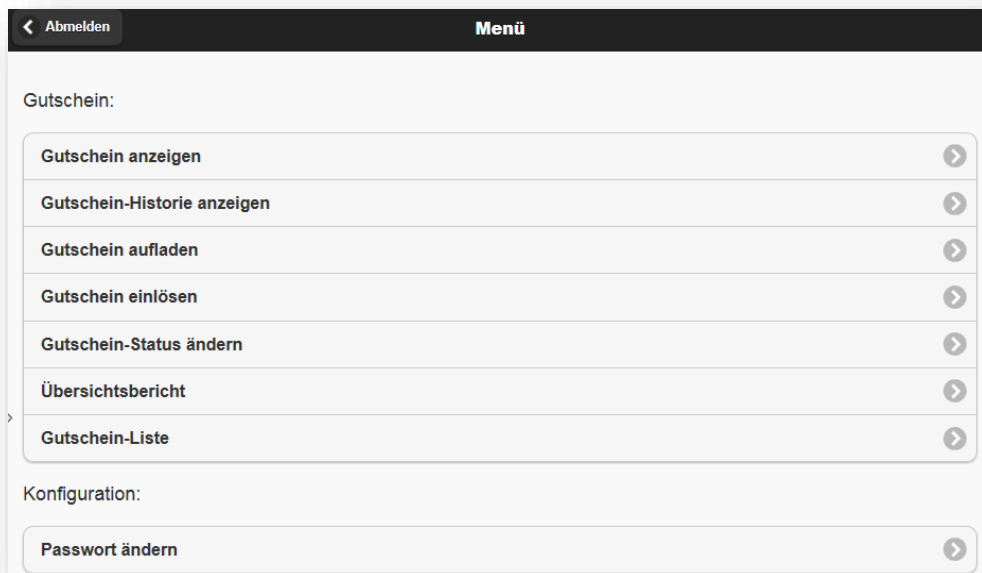 Abmelden
Menü
Gutschein:
Gutschein anzeigen
Gutschein-Historie anzeigen
Gutschein aufladen
Gutschein einlösen
Gutschein-Status ändern
Übersichtsbericht
Gutschein-Liste
Konfiguration:
Passwort ändern